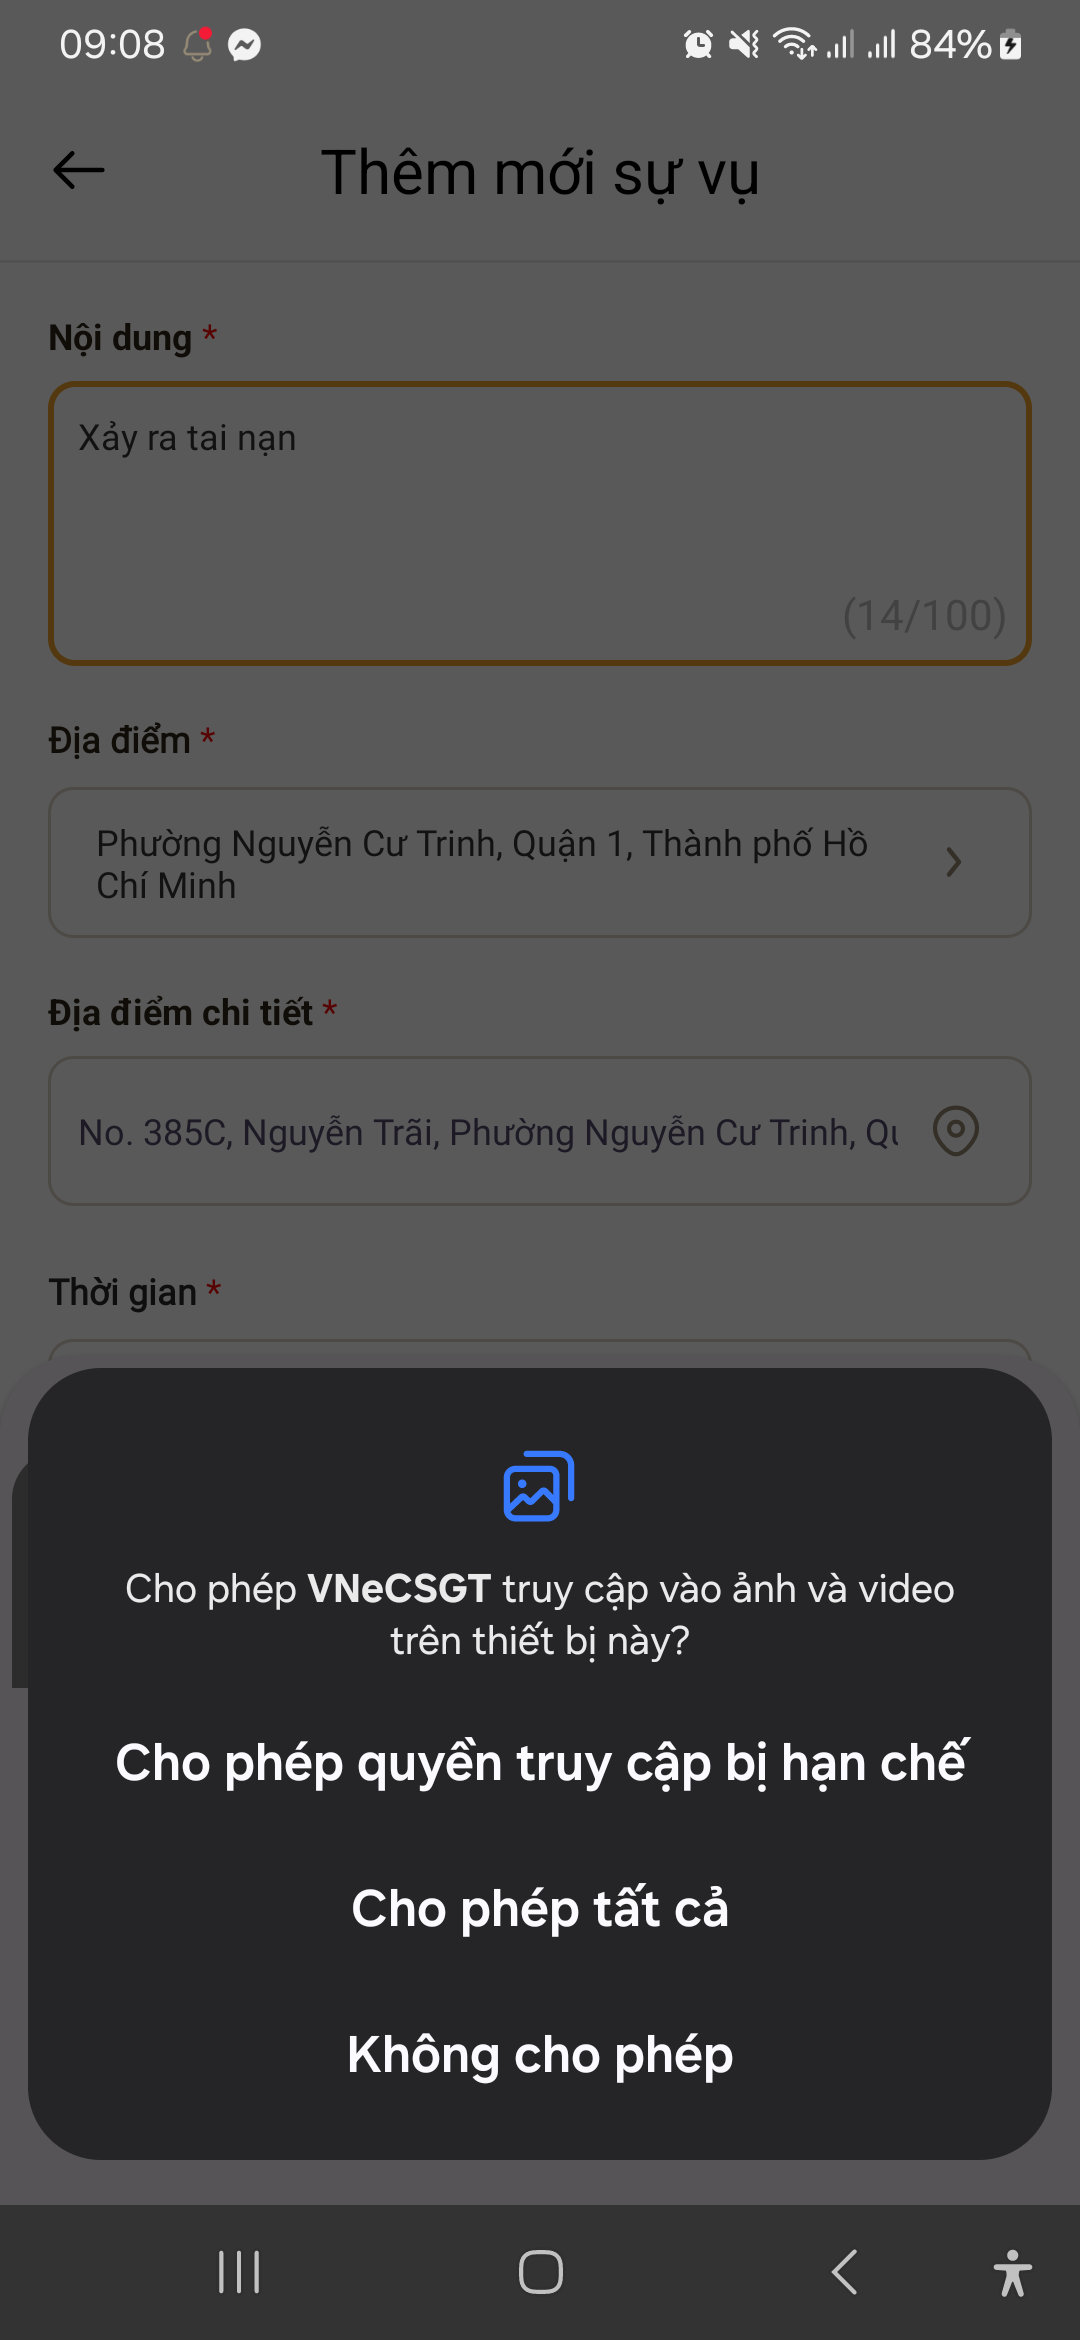 09:08
84%
Thêm mới sự vụ
Nội dung *
Xảy ra tai nạn
(14/100)
Địa điểm *
Phường Nguyễn Cư Trinh, Quận 1, Thành phố Hồ
Chí Minh
Địa điểm chi tiết *
No. 385C, Nguyễn Trãi, Phường Nguyễn Cư Trinh,
Thời gian *
Cho phép VNeCSGT truy cập vào ảnh và video
trên thiết bị này?
Cho phép quyền truy cập bị hạn chế
Cho phép tất cả
Không cho phép